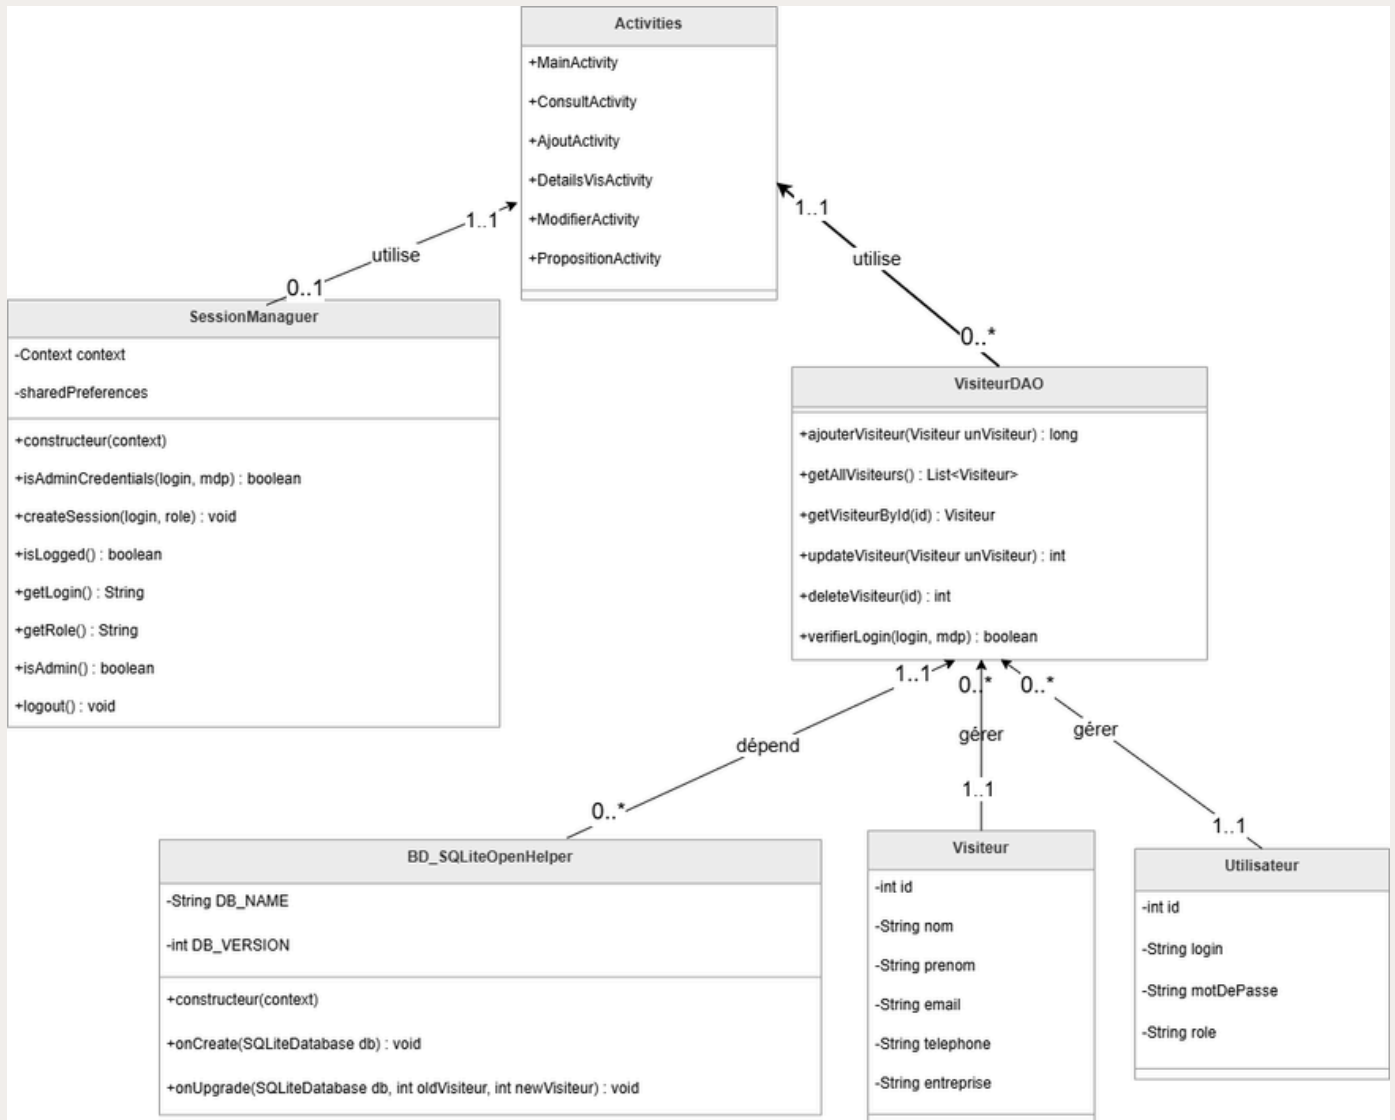 Activities
+MainActivity
+ConsultActivity
+AjoutActivity
+DetailsVisActivity
+ModifierActivity
+PropositionActivity
1..1
utilise
0..1
1..1
utilise
0..*
SessionManaguer
-Context context
-sharedPreferences
+constructeur(context)
+isAdminCredentials(login, mdp) : boolean
+createSession(login, role) : void
+isLogged() : boolean
+getLogin() : String
+getRole() : String
+isAdmin() : boolean
+logout() : void
VisiteurDAO
+ajouterVisiteur(Visiteur unVisiteur) : long
+getAllVisiteurs() : List<Visiteur>
+getVisiteurById(id) : Visiteur
+updateVisiteur(Visiteur unVisiteur) : int
+deleteVisiteur(id) : int
+verifierLogin(login, mdp) : boolean
1..1
dépend
0..*
0..*
gérer
1..1
0..*
gérer
1..1
BD_SQLiteOpenHelper
-String DB_NAME
-int DB_VERSION
+constructeur(context)
+onCreate(SQLiteDatabase db) : void
+onUpgrade(SQLiteDatabase db, int oldVisiteur, int newVisiteur) : void
Visiteur
-int id
-String nom
-String prenom
-String email
-String telephone
-String entreprise
Utilisateur
-int id
-String login
-String motDePasse
-String role